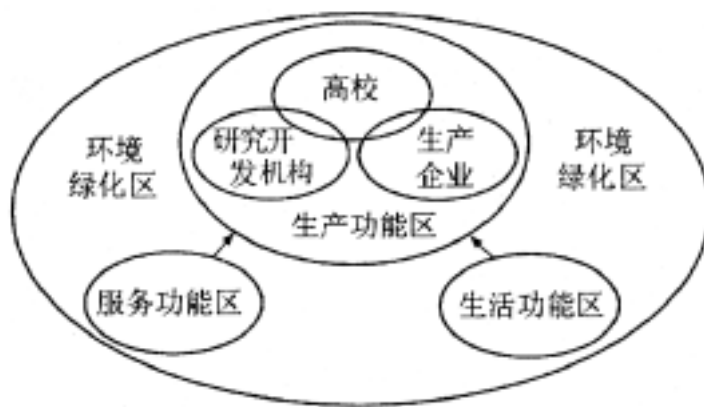 高校
研究开
发机构
生产
企业
环境
绿化区
环境
绿化区
生产功能区
服务功能区
生活功能区